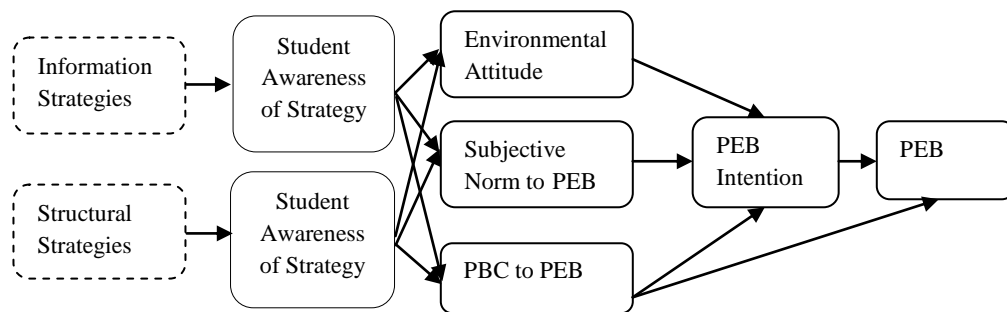 Information
Strategies
Student
Awareness
of Strategy
Structural
Strategies
Student
Awareness
of Strategy
Environmental
Attitude
Subjective
Norm to PEB
PBC to PEB
PEB
Intention
PEB